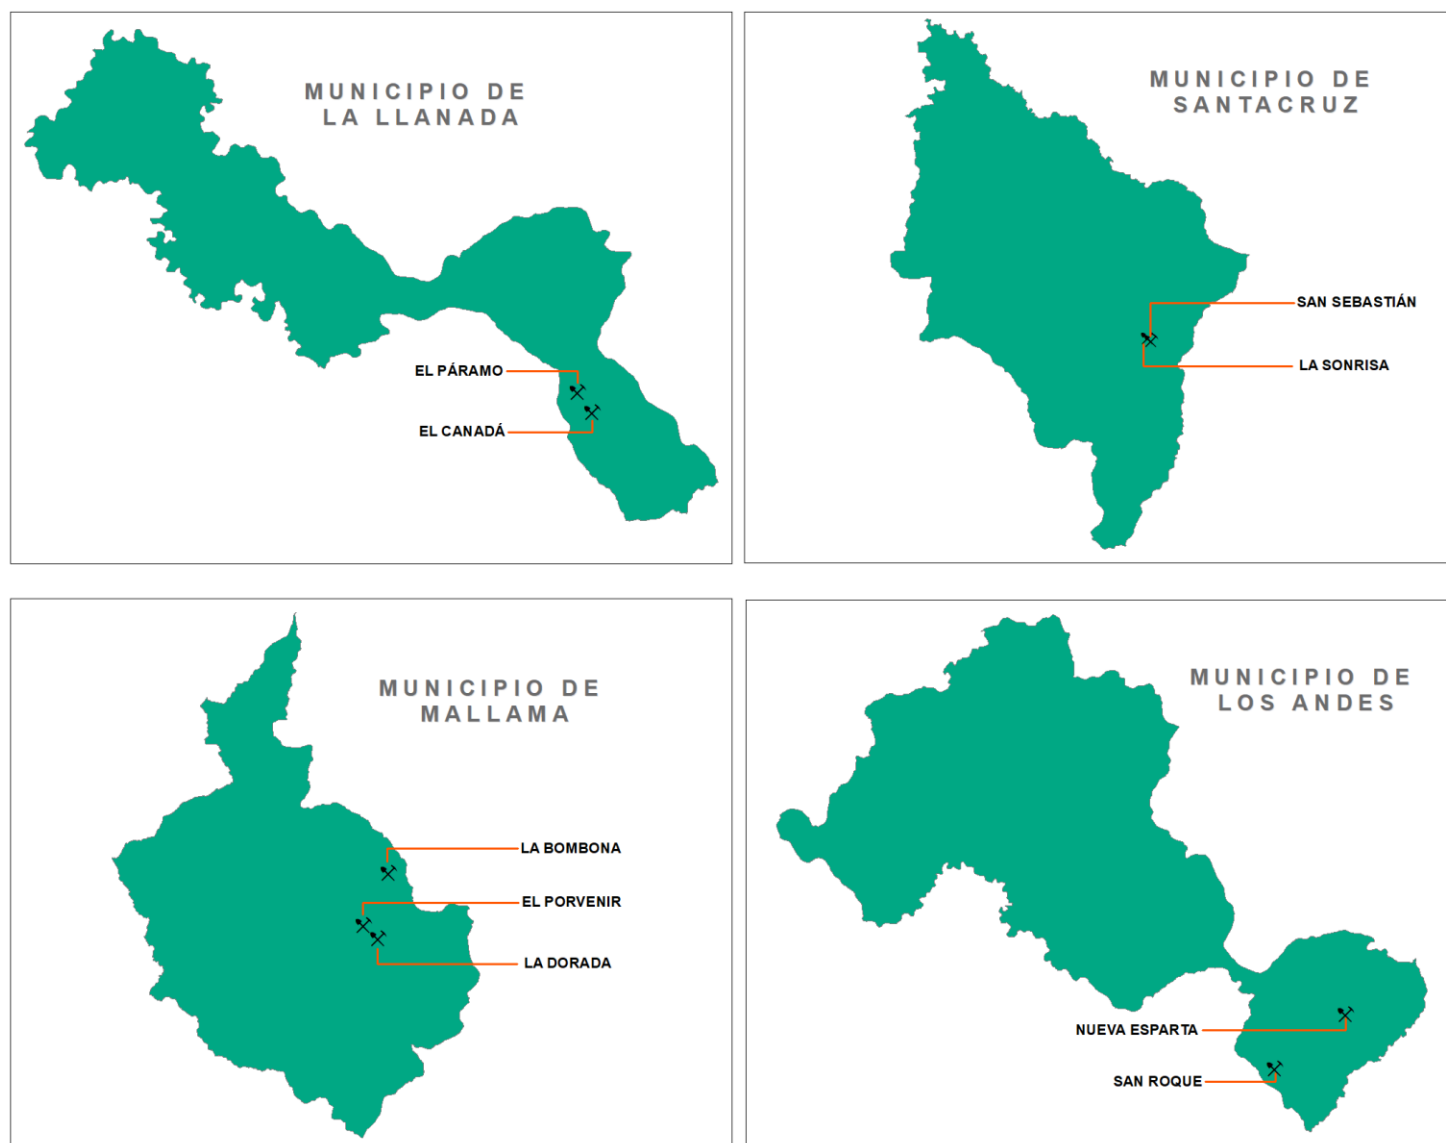 MUNICIPIO DE
LA LLANADA
EL PÁRAMO
EL CANADÁ
MUNICIPIO DE
SANTACRUZ
SAN SEBASTIÁN
LA SONRISA
MUNICIPIO DE
MALLAMA
LA BOMBONA
EL PORVENIR
LA DORADA
MUNICIPIO DE
LOS ANDES
NUEVA ESPARTA
SAN ROQUE